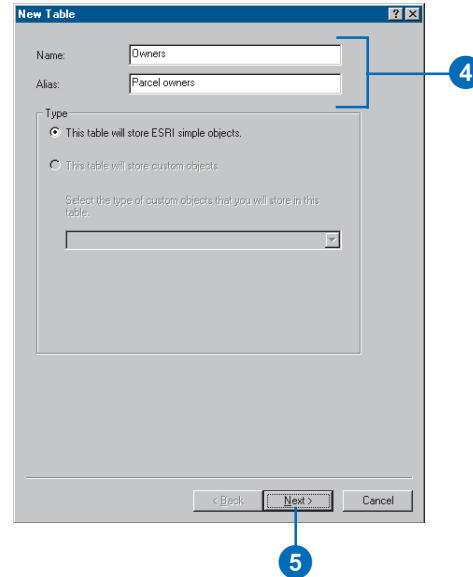 New Table
Name: Owners
Alias: Parcel owners
4
Type
This table will store ESRI simple objects.
This table will store custom objects.
Select the type of custom objects that you will store in this
table.
< Back Next > Cancel
5